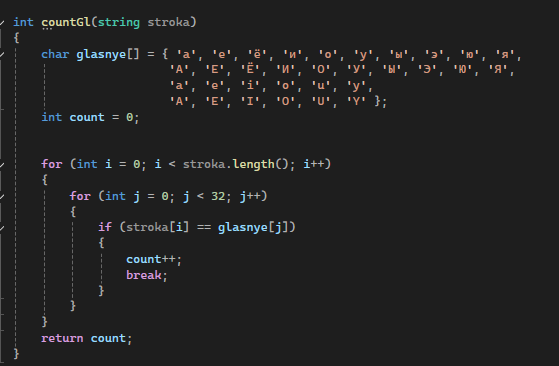 int countGl(string stroka)
{
    char glasnye[] = { 'а', 'е', 'ё', 'и', 'о', 'у', 'ы', 'э', 'ю', 'я',
                       'А', 'Е', 'Ё', 'И', 'О', 'У', 'Ы', 'Э', 'Ю', 'Я',
                       'a', 'e', 'i', 'o', 'u', 'y',
                       'A', 'E', 'I', 'O', 'U', 'Y' };
    int count = 0;
    for (int i = 0; i < stroka.length(); i++)
    {
        for (int j = 0; j < 32; j++)
        {
            if (stroka[i] == glasnye[j])
            {
                count++;
                break;
            }
        }
    }
    return count;
}